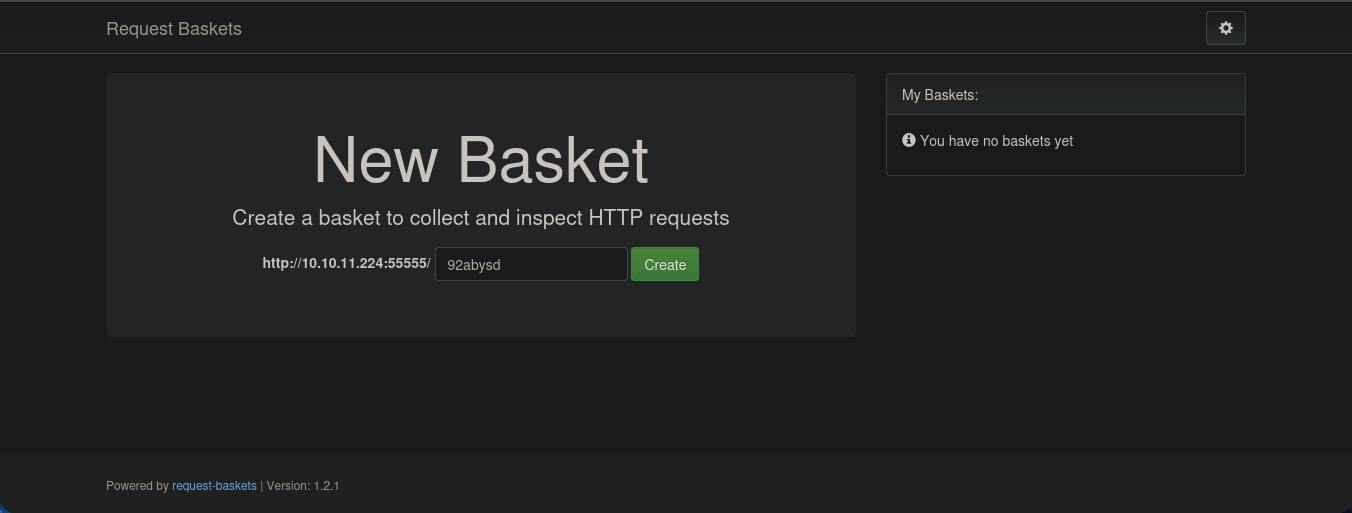 Request Baskets
New Basket
Create a basket to collect and inspect HTTP requests
http://10.10.11.224:55555/ 92abysd Create
My Baskets:
You have no baskets yet
Powered by request-baskets | Version: 1.2.1